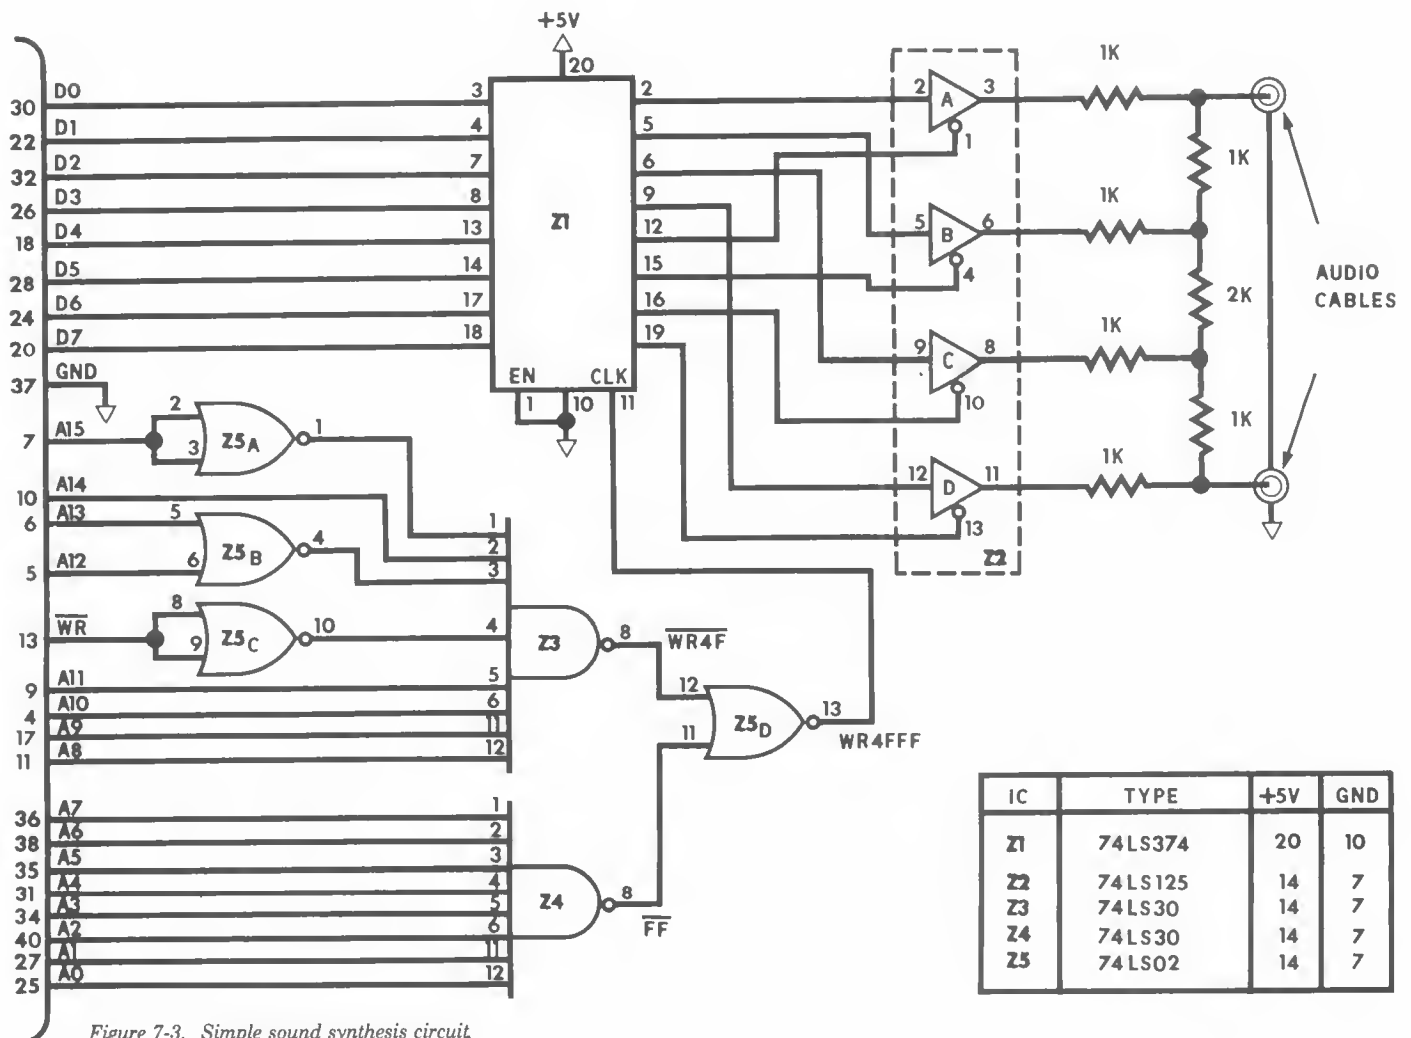 +5V
20
30 D0 3
22 D1 4
32 D2 7
26 D3 8
18 D4 13
28 D5 14
24 D6 17
20 D7 18
37 GND
Z1
2
5
6
9
12
15
16
19
EN CLK
1 10 11
2 A 3
1
5 B 6
4
9 C 8
10
12 D 11
13
Z2
1K
1K
1K
1K
1K
2K
1K
AUDIO
CABLES
7 A15
2
3
Z5A
1
10 A14
6 A13 5
5 A12 6
Z5B
4
13 WR
8
9
Z5C
10
9 A11
4 A10
17 A9
11 A8
1
2
3
4
5
6
11
12
Z3
8
WR4F
36 A7 1
38 A6 2
35 A5 3
31 A4 4
34 A3 5
40 A2 6
27 A1 11
25 A0 12
Z4
8
FF
12
11
Z5D
13
WR4FFF
IC TYPE +5V GND
Z1 74LS374 20 10
Z2 74LS125 14 7
Z3 74LS30 14 7
Z4 74LS30 14 7
Z5 74LS02 14 7
Figure 7-3. Simple sound synthesis circuit